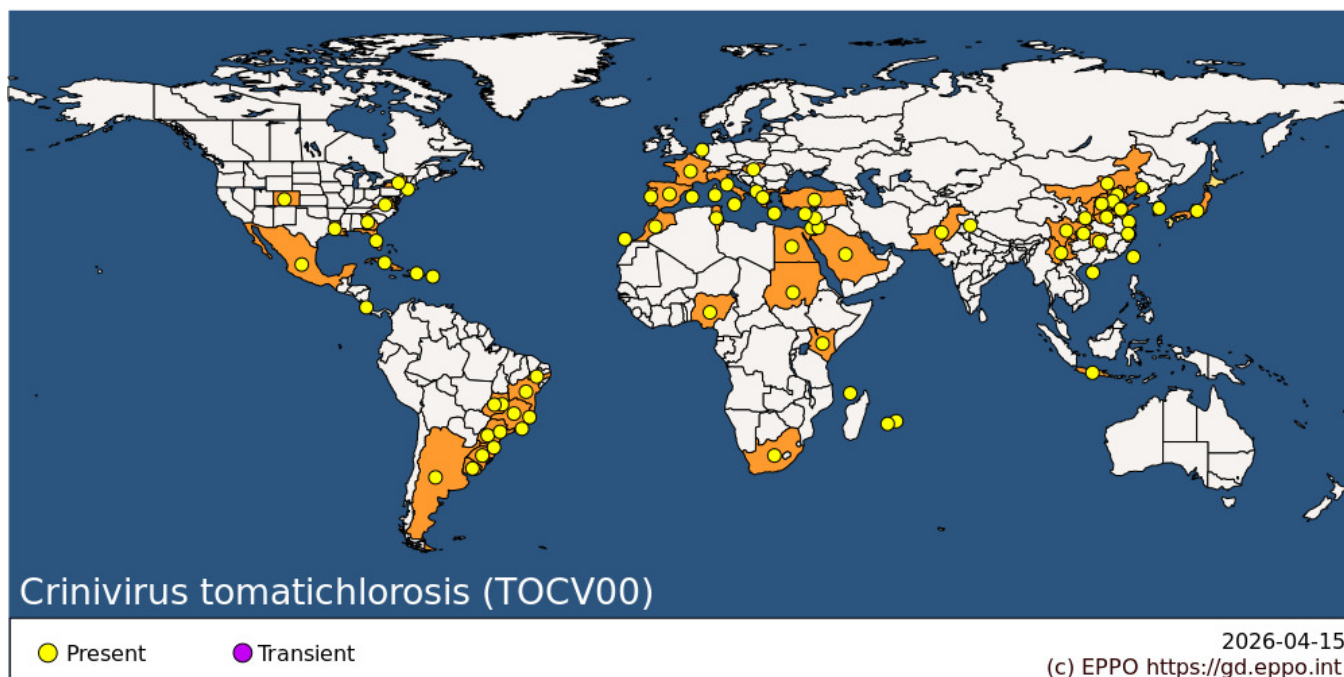 Crinivirus tomatichlorosis (TOCV00)
Present
Transient
2026-04-15
(c) EPPO https://gd.eppo.int